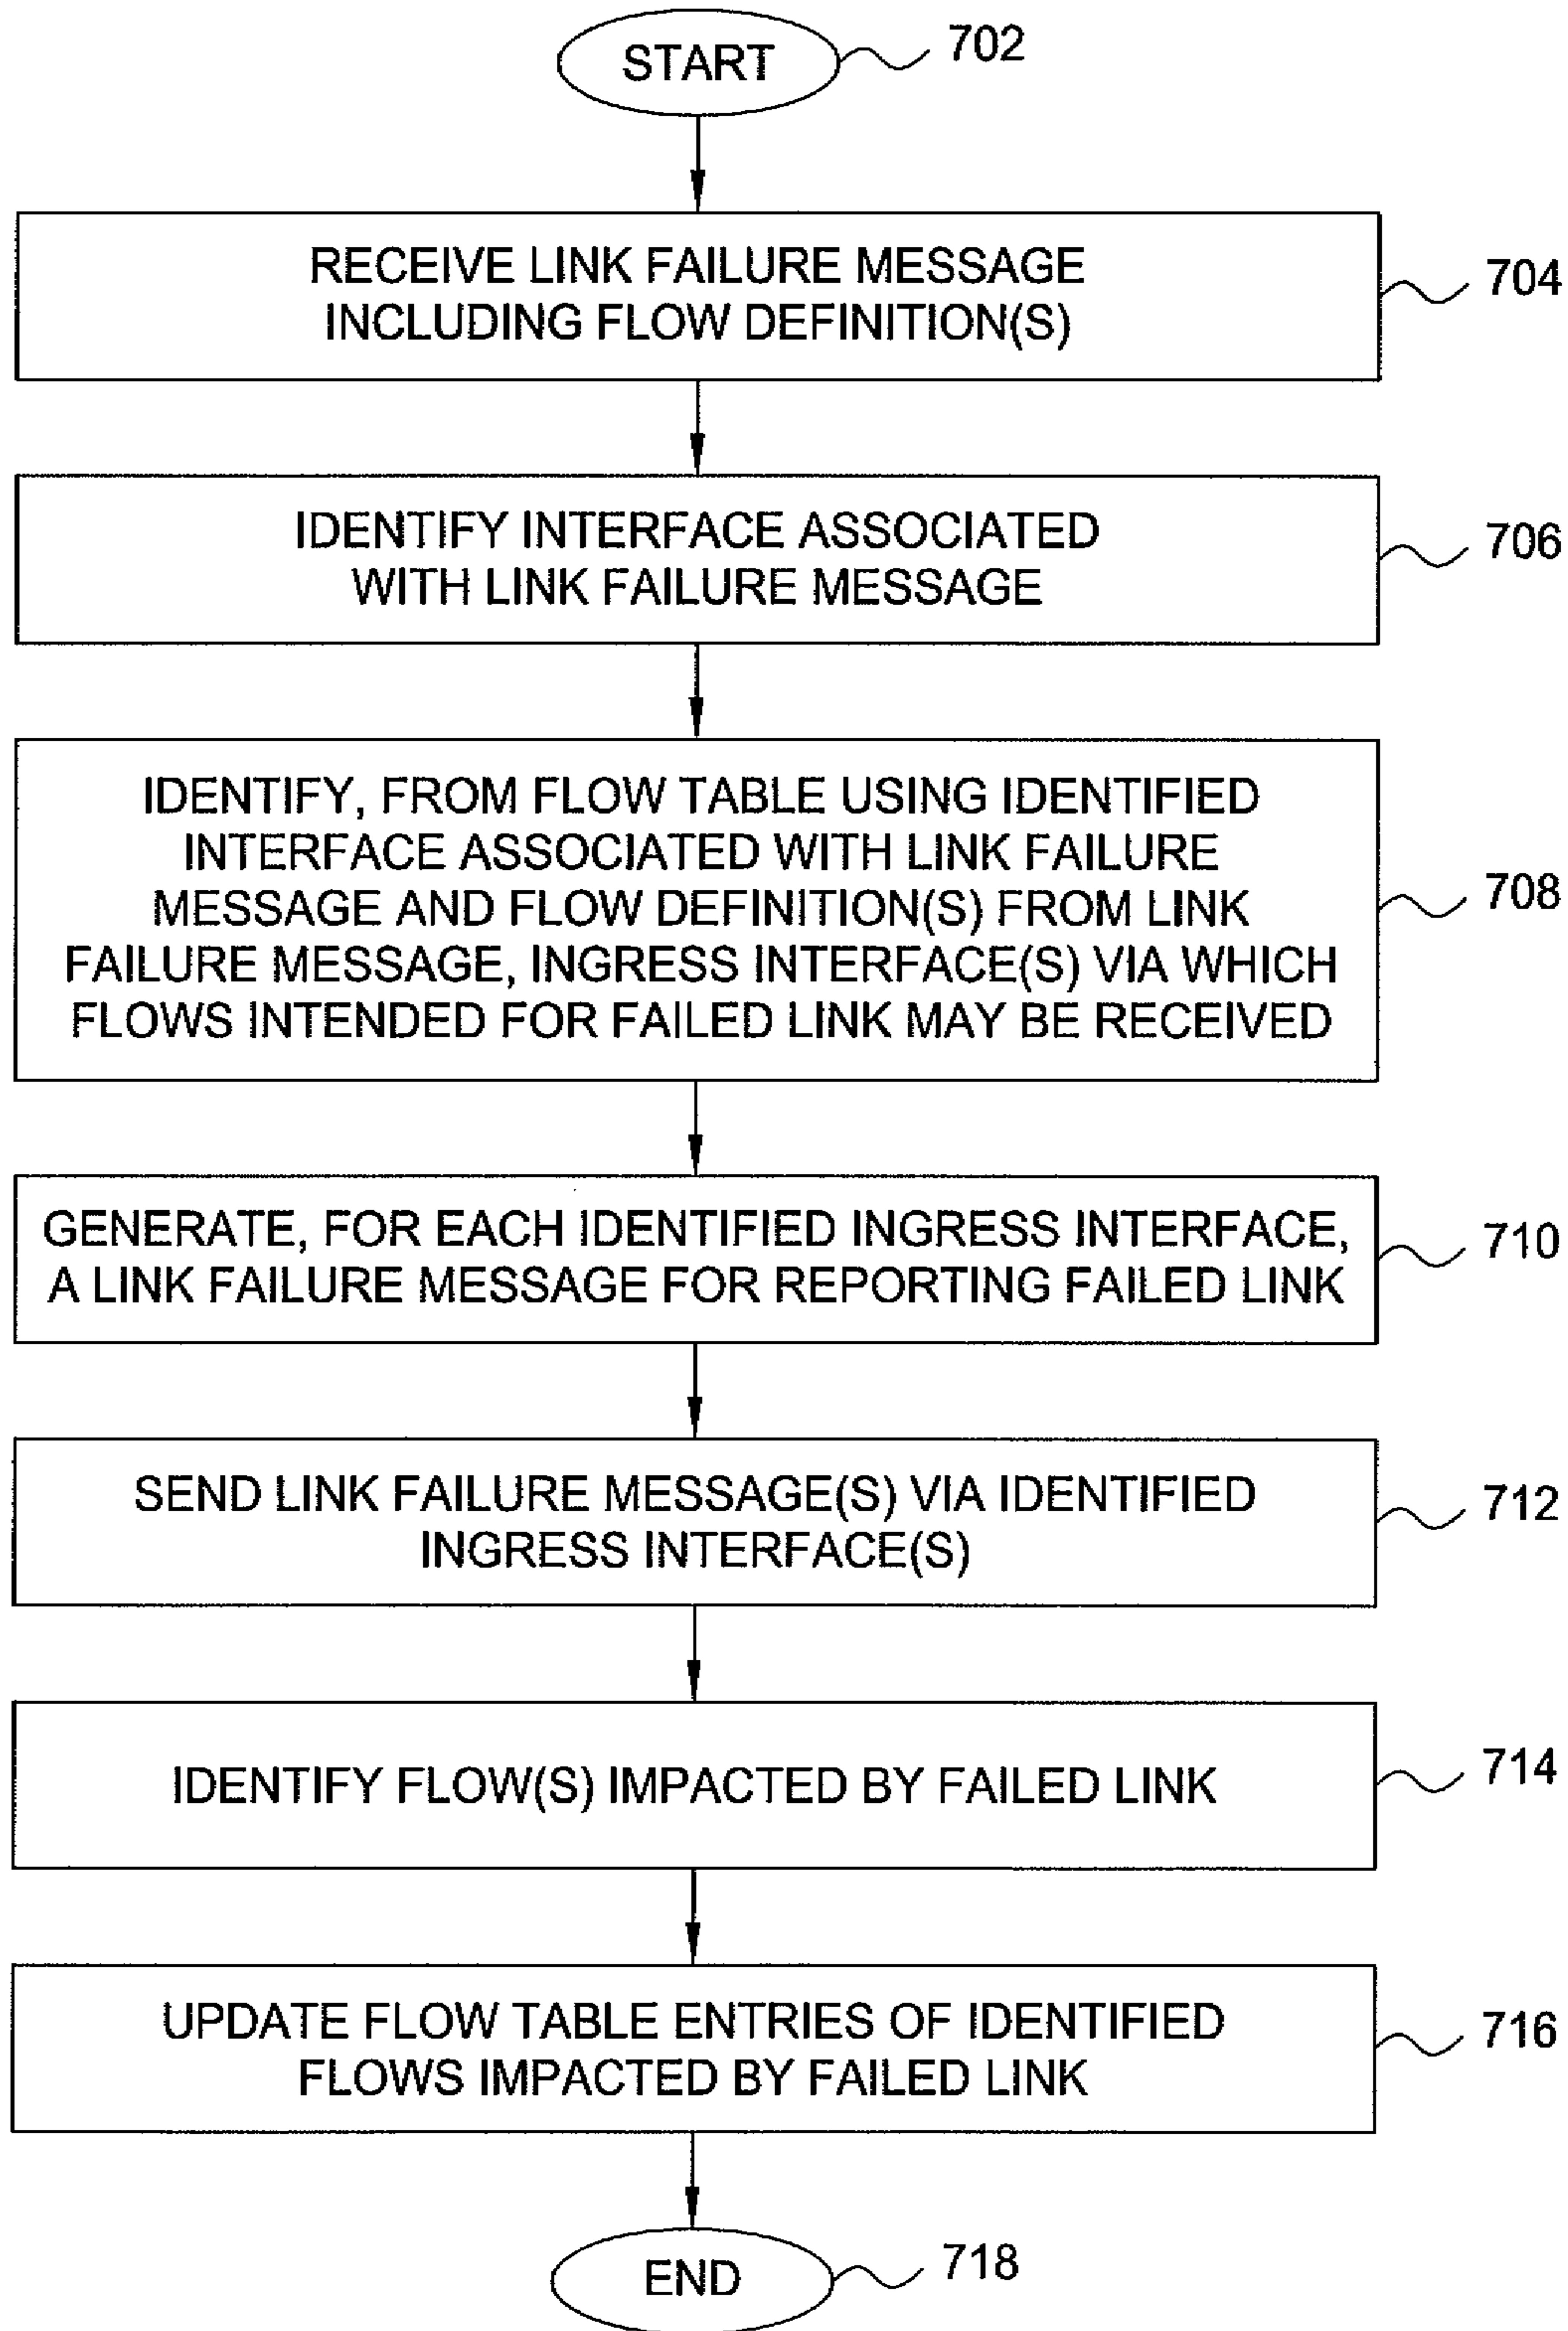 START
702
RECEIVE LINK FAILURE MESSAGE
INCLUDING FLOW DEFINITION(S)
704
IDENTIFY INTERFACE ASSOCIATED
WITH LINK FAILURE MESSAGE
706
IDENTIFY, FROM FLOW TABLE USING IDENTIFIED
INTERFACE ASSOCIATED WITH LINK FAILURE
MESSAGE AND FLOW DEFINITION(S) FROM LINK
FAILURE MESSAGE, INGRESS INTERFACE(S) VIA WHICH
FLOWS INTENDED FOR FAILED LINK MAY BE RECEIVED
708
GENERATE, FOR EACH IDENTIFIED INGRESS INTERFACE,
A LINK FAILURE MESSAGE FOR REPORTING FAILED LINK
710
SEND LINK FAILURE MESSAGE(S) VIA IDENTIFIED
INGRESS INTERFACE(S)
712
IDENTIFY FLOW(S) IMPACTED BY FAILED LINK
714
UPDATE FLOW TABLE ENTRIES OF IDENTIFIED
FLOWS IMPACTED BY FAILED LINK
716
END
718